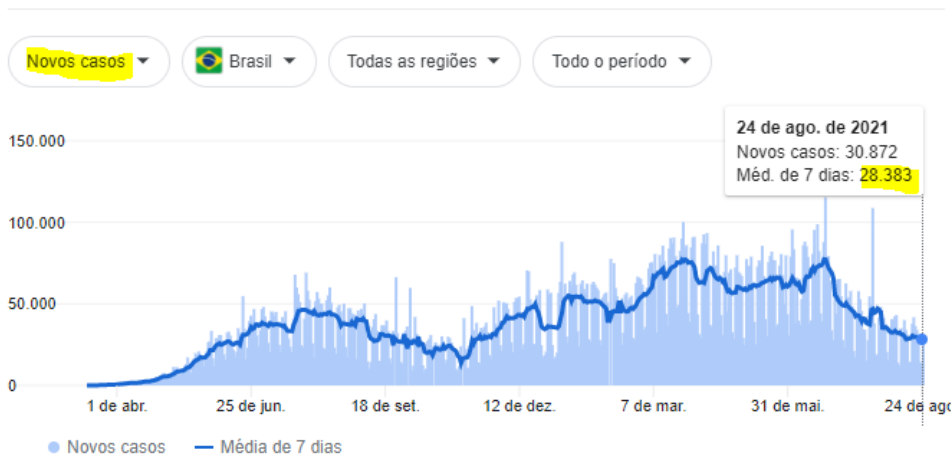 Novos casos
Brasil
Todas as regiões
Todo o período
24 de ago. de 2021
Novos casos: 30.872
Méd. de 7 dias: 28.383
150.000
100.000
50.000
0
1 de abr.
25 de jun.
18 de set.
12 de dez.
7 de mar.
31 de mai.
24 de ago
Novos casos
Média de 7 dias